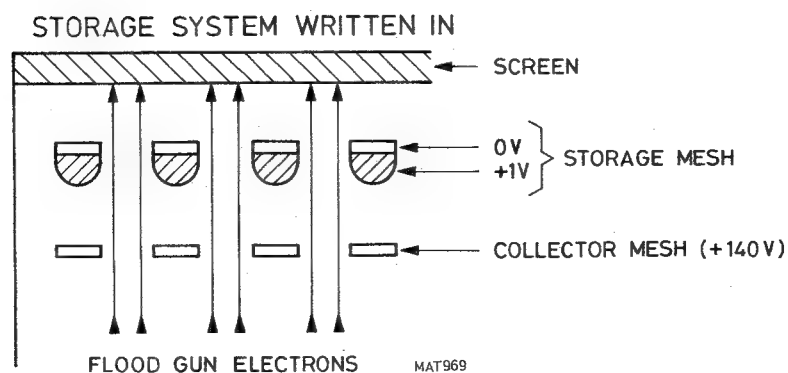 STORAGE SYSTEM WRITTEN IN
SCREEN
0V
+1V
STORAGE MESH
COLLECTOR MESH (+140V)
FLOOD GUN ELECTRONS
MAT969